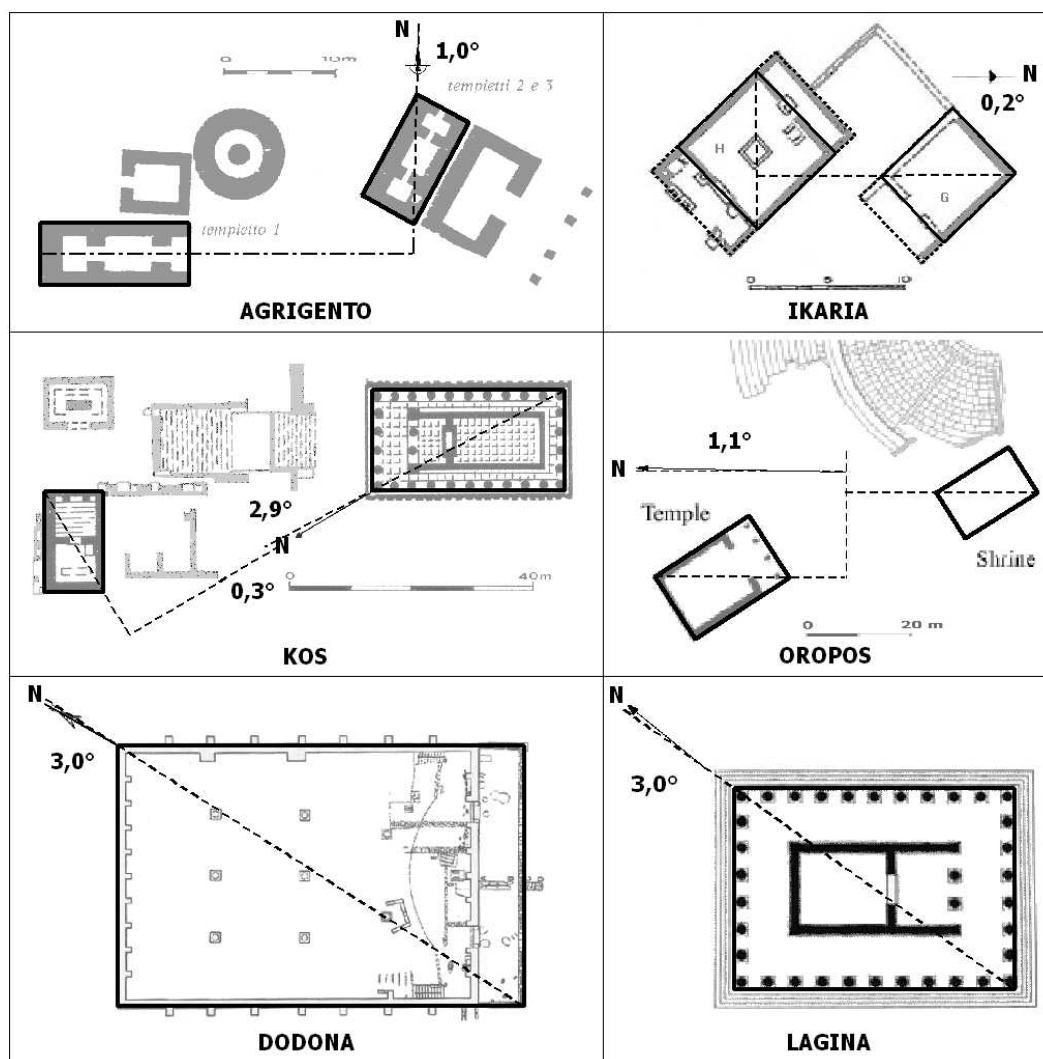 N
1,0°
0 10m
tempietti 2 e 3
tempietto 1
AGRIGENTO
N
0,2°
H
G
0 5 10
IKARIA
2,9°
N
0,3°
0 40m
KOS
1,1°
N
Temple
Shrine
0 20 m
OROPOS
N
3,0°
DODONA
N
3,0°
LAGINA